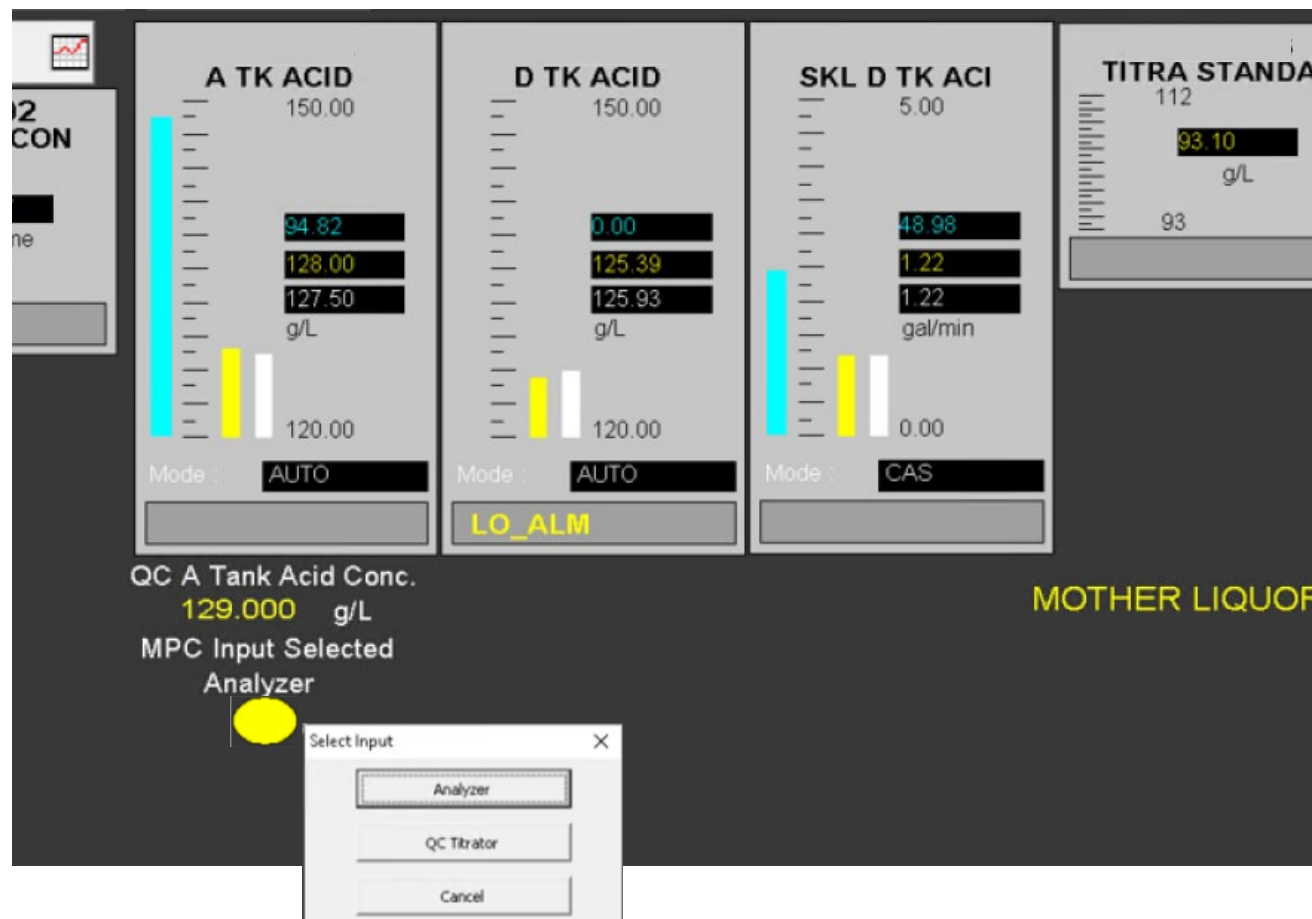 A TK ACID
150.00
94.82
128.00
127.50
g/L
120.00
Mode :
AUTO
D TK ACID
150.00
0.00
125.39
125.93
g/L
120.00
Mode :
AUTO
LO_ALM
SKL D TK ACI
5.00
48.98
1.22
1.22
gal/min
0.00
Mode :
CAS
TITRA STANDA
112
93.10
g/L
93
CON
QC A Tank Acid Conc.
129.000 g/L
MPC Input Selected
Analyzer
MOTHER LIQUOR
Select Input
Analyzer
QC Titrator
Cancel